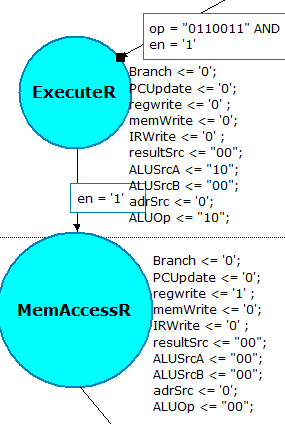 op = "0110011" AND
en = '1'
ExecuteR
Branch <= '0';
PCUpdate <= '0';
regwrite <= '0' ;
memWrite <= '0';
IRWrite <= '0' ;
resultSrc <= "00";
ALUSrcA <= "10";
ALUSrcB <= "00";
adrSrc <= '0';
ALUOp <= "10";
en = '1'
MemAccessR
Branch <= '0';
PCUpdate <= '0';
regwrite <= '1' ;
memWrite <= '0';
IRWrite <= '0' ;
resultSrc <= "00";
ALUSrcA <= "00";
ALUSrcB <= "00";
adrSrc <= '0';
ALUOp <= "00";